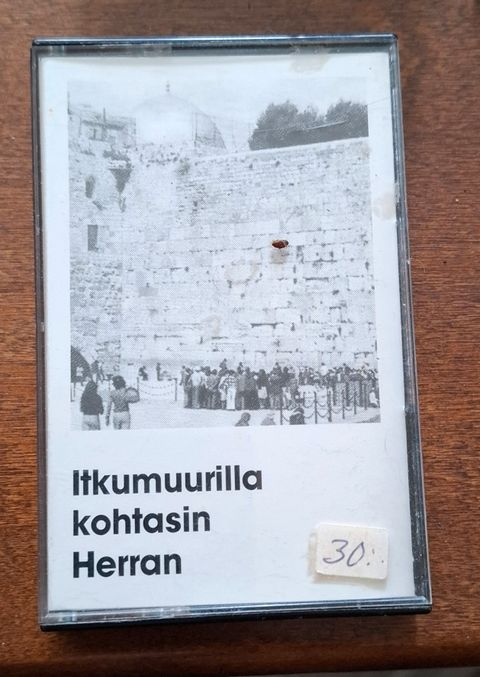 Itkumuurilla
kohtasin
Herran
30:.